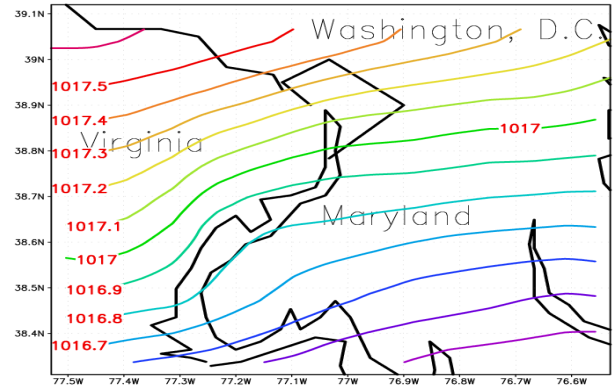 39.1N
Washington, D.C.
39N
1017.5
38.9N
1017.4
1017
Virginia
38.8N
1017.3
1017.2
38.7N
Maryland
1017.1
38.6N
1017
38.5N
1016.9
1016.8
38.4N
1016.7
77.5W 77.4W 77.3W 77.2W 77.1W 77W 76.9W 76.8W 76.7W 76.6W